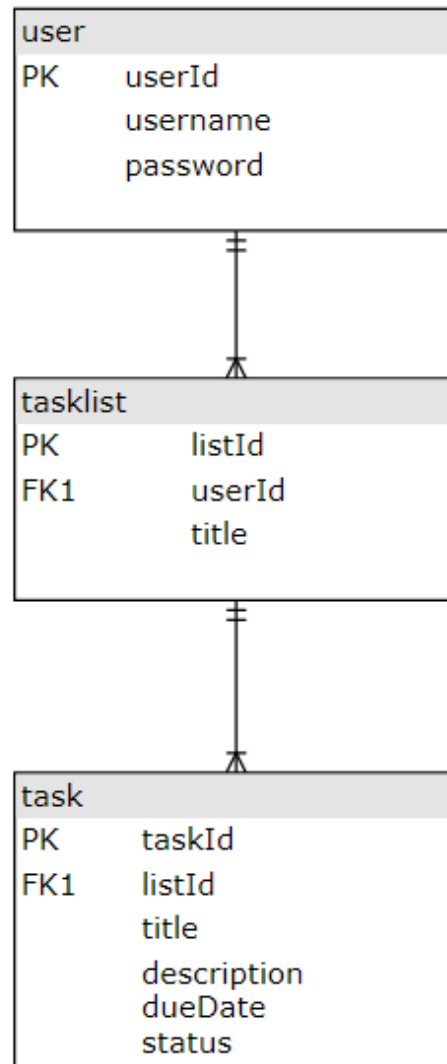 user
PK userId
username
password
tasklist
PK listId
FK1 userId
title
task
PK taskId
FK1 listId
title
description
dueDate
status